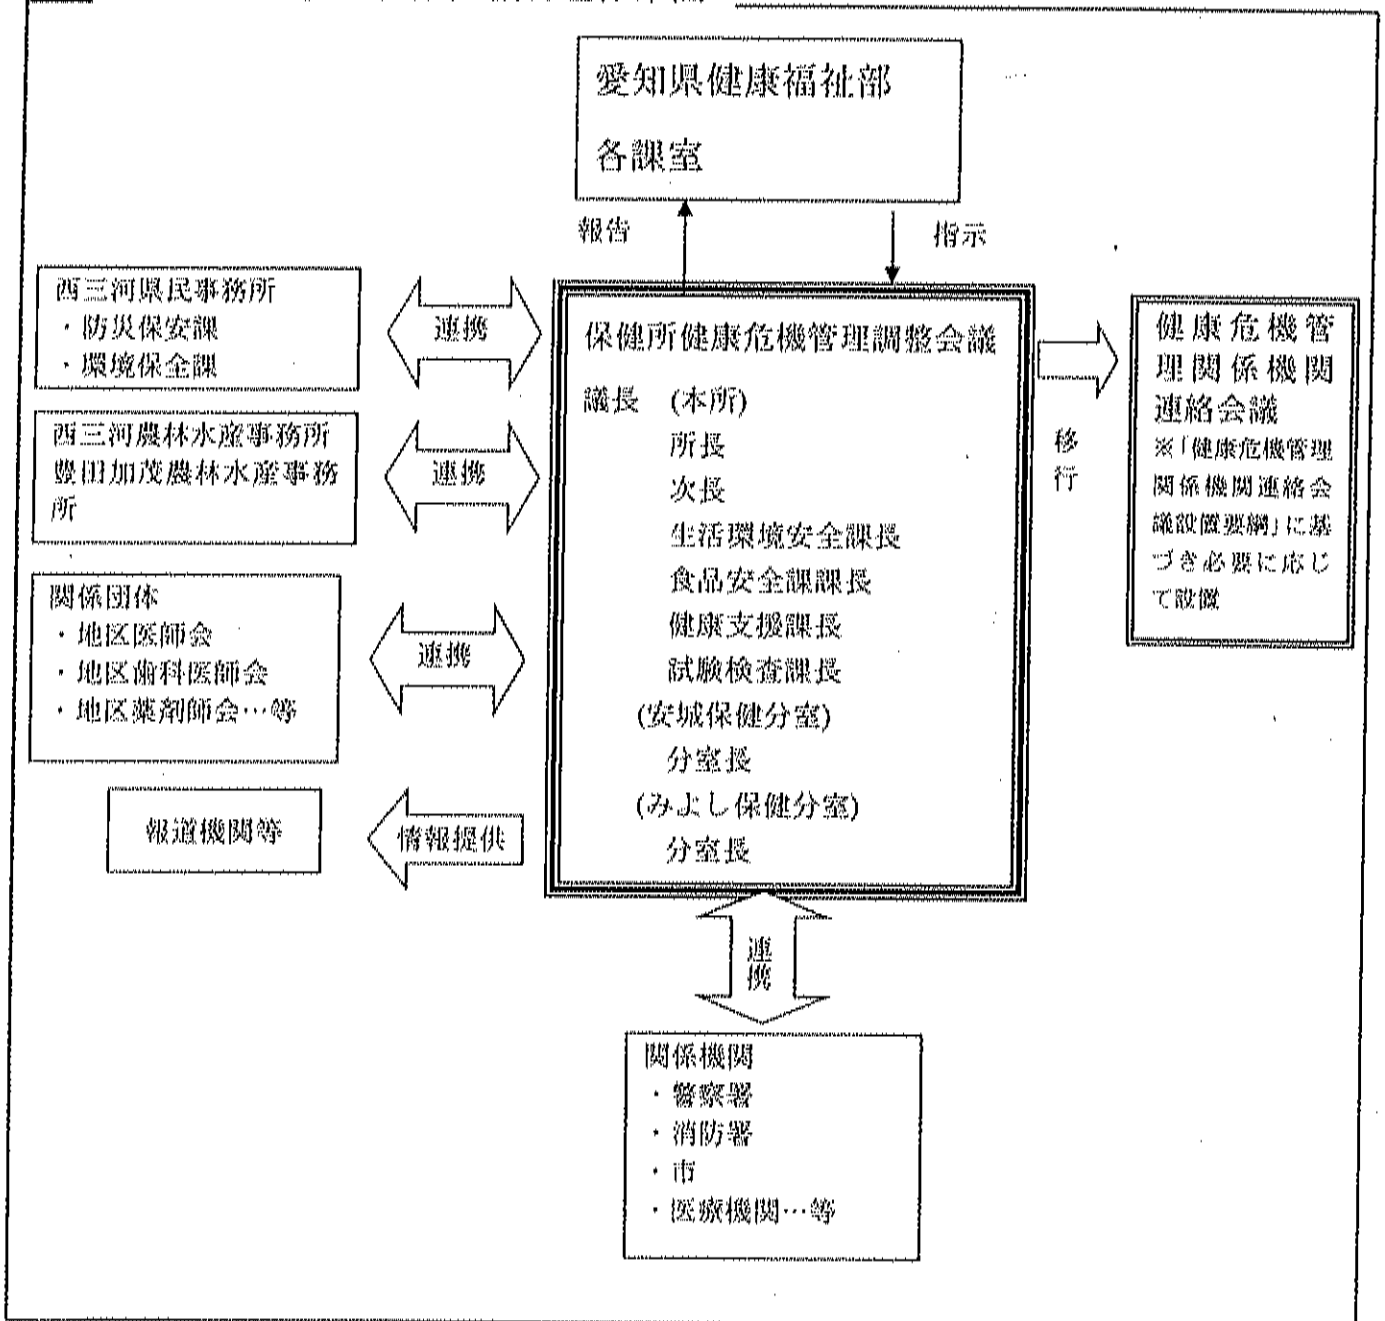 愛知県健康福祉部
各課室
報告
指示
西三河県民事務所
・防災保安課
・環境保全課
連携
西三河農林水産事務所
豊田加茂農林水産事務
所
連携
関係団体
・地区医師会
・地区歯科医師会
・地区薬剤師会…等
連携
報道機関等
情報提供
保健所健康危機管理調整会議
議長 (本所)
所長
次長
生活環境安全課長
食品安全課課長
健康支援課長
試験検査課長
(安城保健分室)
分室長
(みよし保健分室)
分室長
移
行
健康危機管
理関係機関
連絡会議
※「健康危機管理
関係機関連絡会
議設置要綱」に基
づき必要に応じ
て設置
連
携
関係機関
・警察署
・消防署
・市
・医療機関…等